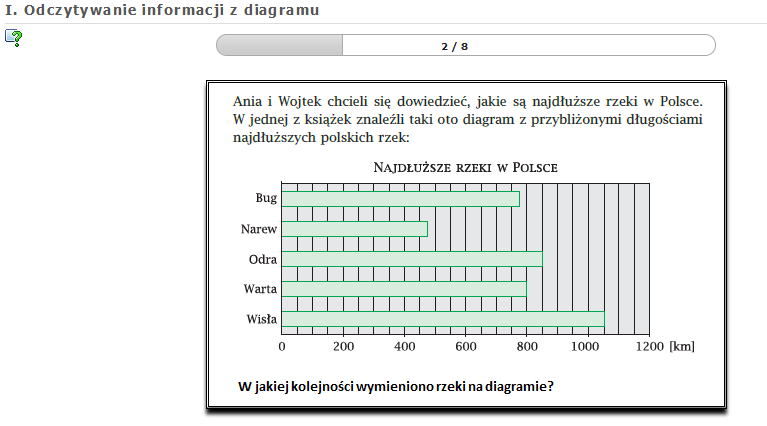 I. Odczytywanie informacji z diagramu
2 / 8
Ania i Wojtek chcieli się dowiedzieć, jakie są najdłuższe rzeki w Polsce.
W jednej z książek znaleźli taki oto diagram z przybliżonymi długościami
najdłuższych polskich rzek:
Najdłuższe rzeki w Polsce
Bug
Narew
Odra
Warta
Wisła
0 200 400 600 800 1000 1200 [km]
W jakiej kolejności wymieniono rzeki na diagramie?